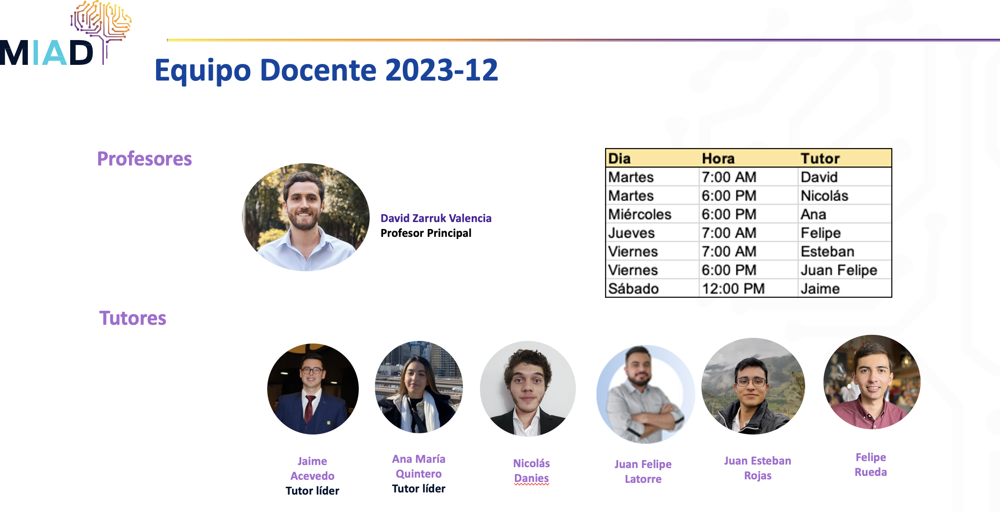 MIAD
Equipo Docente 2023-12
Profesores
David Zarruk Valencia
Profesor Principal
Dia Hora Tutor
Martes 7:00 AM David
Martes 6:00 PM Nicolás
Miércoles 6:00 PM Ana
Jueves 7:00 AM Felipe
Viernes 7:00 AM Esteban
Viernes 6:00 PM Juan Felipe
Sábado 12:00 PM Jaime
Tutores
Jaime
Acevedo
Tutor líder
Ana María
Quintero
Tutor líder
Nicolás
Danies
Juan Felipe
Latorre
Juan Esteban
Rojas
Felipe
Rueda